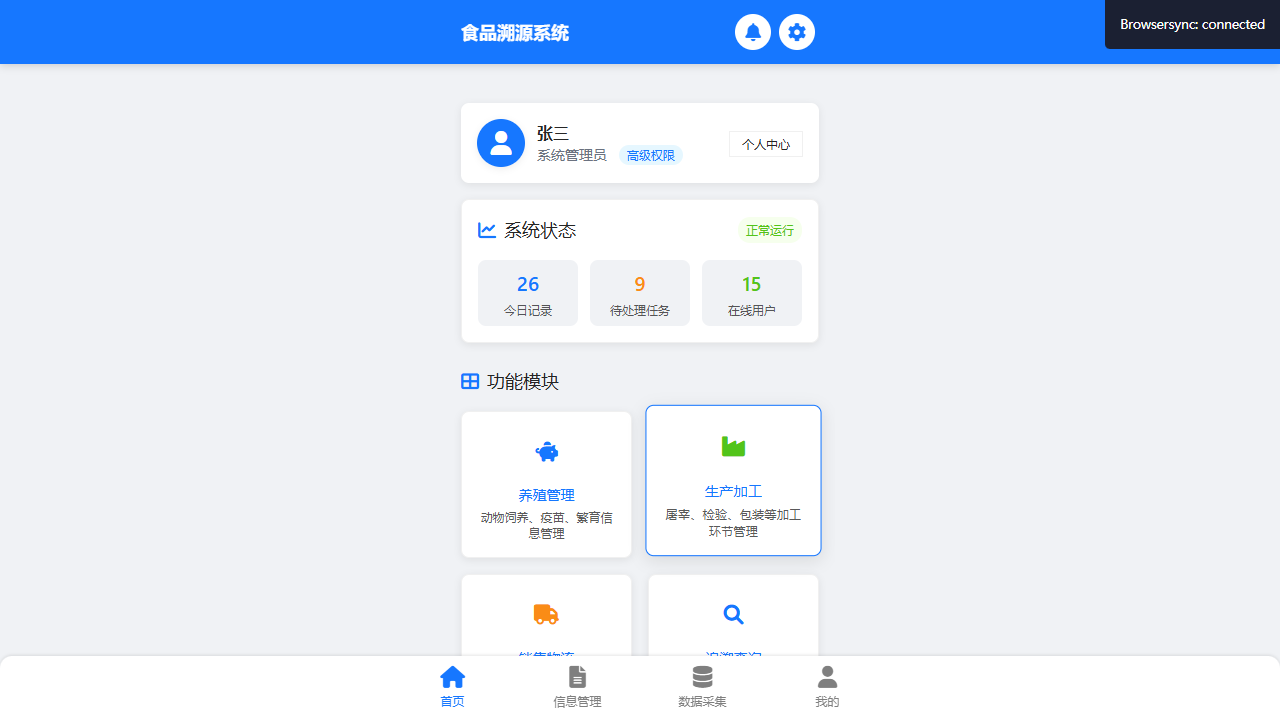 食品溯源系统
Browsersync: connected
张三
系统管理员 高级权限
个人中心
系统状态
正常运行
26
今日记录
9
待处理任务
15
在线用户
功能模块
养殖管理
动物饲养、疫苗、繁育信
息管理
生产加工
屠宰、检验、包装等加工
环节管理
首页
信息管理
数据采集
我的